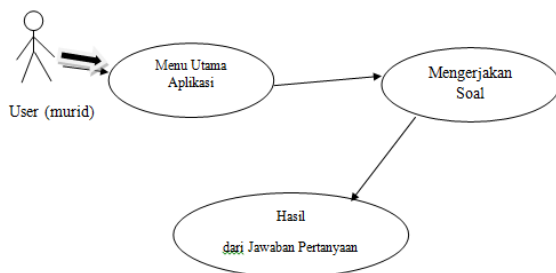 Menu Utama
Aplikasi
Mengerjakan
Soal
User (murid)
Hasil
dari Jawaban Pertanyaan